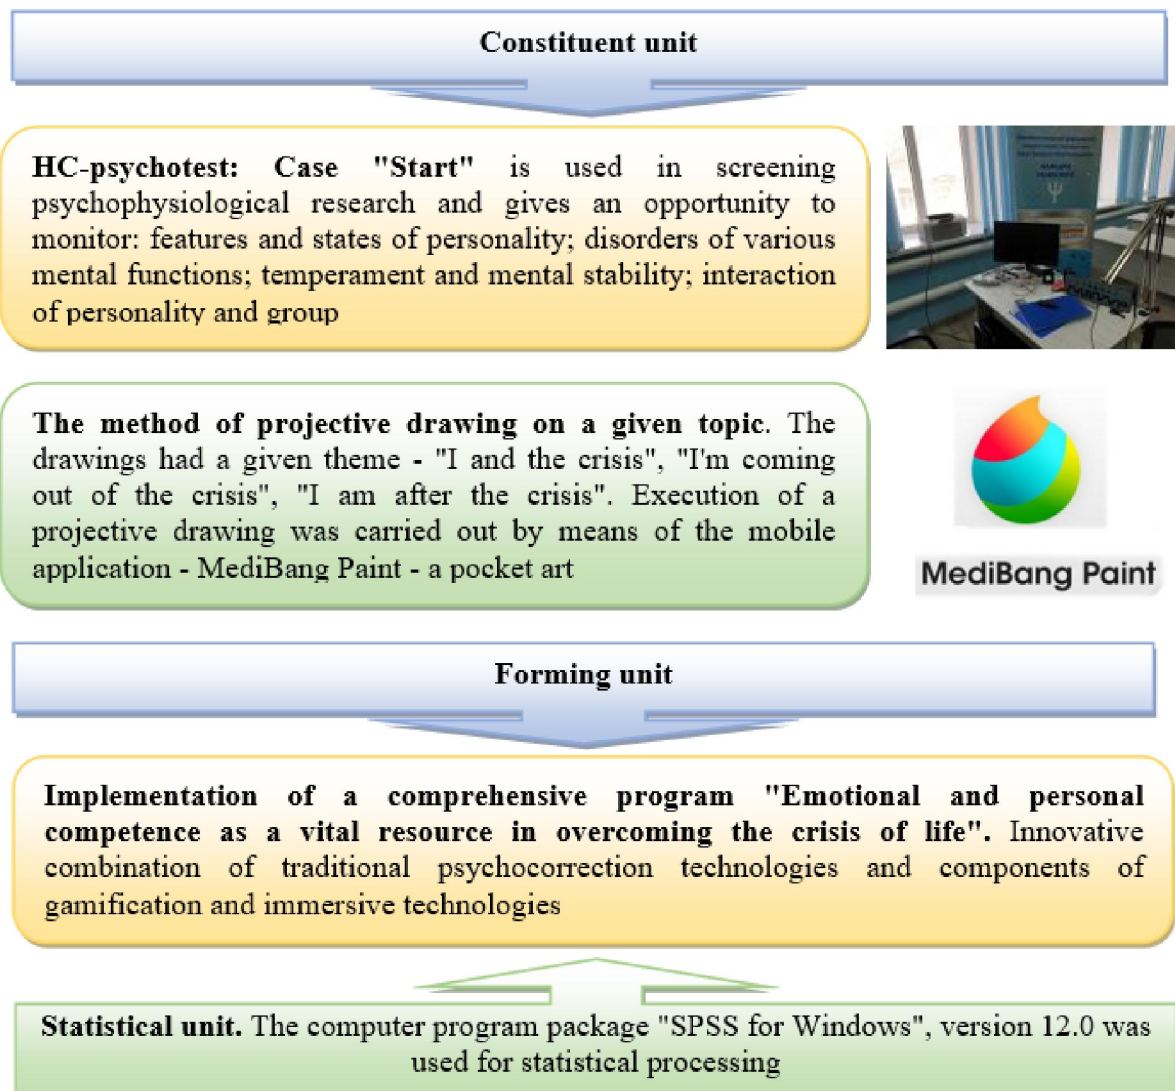 Constituent unit
HC-psychotest: Case "Start" is used in screening
psychophysiological research and gives an opportunity to
monitor: features and states of personality; disorders of various
mental functions; temperament and mental stability; interaction
of personality and group
The method of projective drawing on a given topic. The
drawings had a given theme - "I and the crisis", "I'm coming
out of the crisis", "I am after the crisis". Execution of a
projective drawing was carried out by means of the mobile
application - MediBang Paint - a pocket art
MediBang Paint
Forming unit
Implementation of a comprehensive program "Emotional and personal
competence as a vital resource in overcoming the crisis of life". Innovative
combination of traditional psychocorrection technologies and components of
gamification and immersive technologies
Statistical unit. The computer program package "SPSS for Windows", version 12.0 was
used for statistical processing